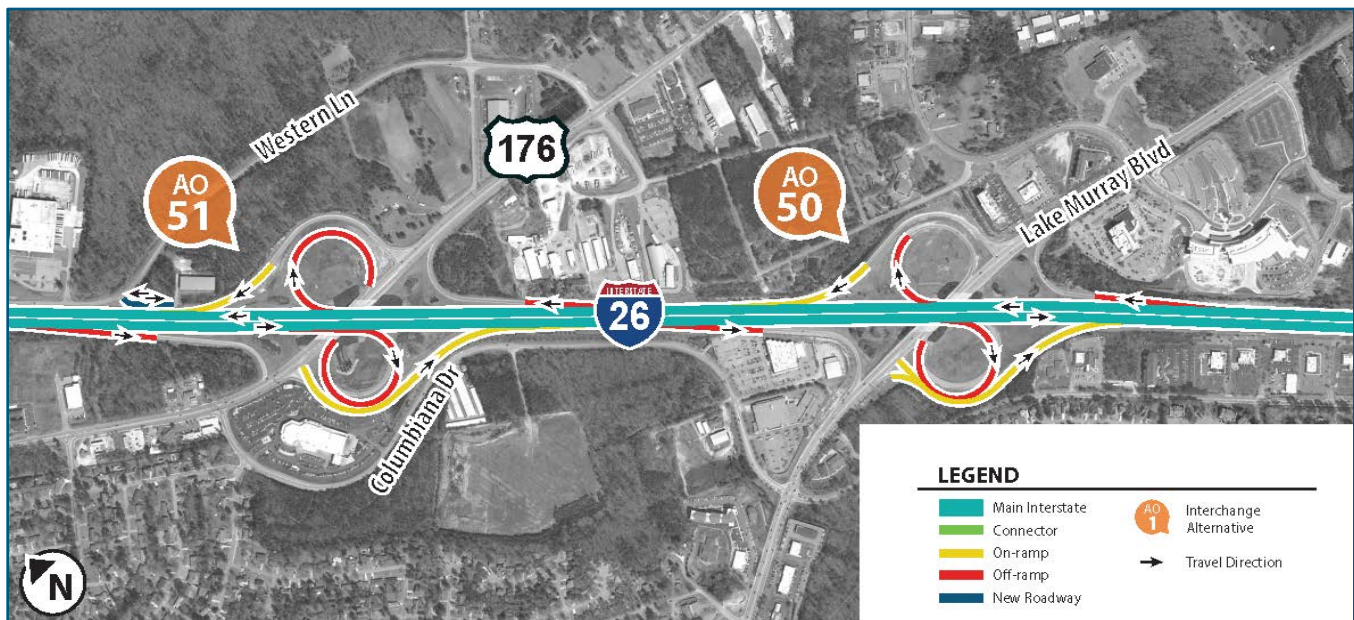 Western Ln
176
AO
51
AO
50
Lake Murray Blvd
INTERSTATE
26
Columbiana Dr
N
LEGEND
Main Interstate
Connector
On-ramp
Off-ramp
New Roadway
AO
1
Interchange
Alternative
Travel Direction